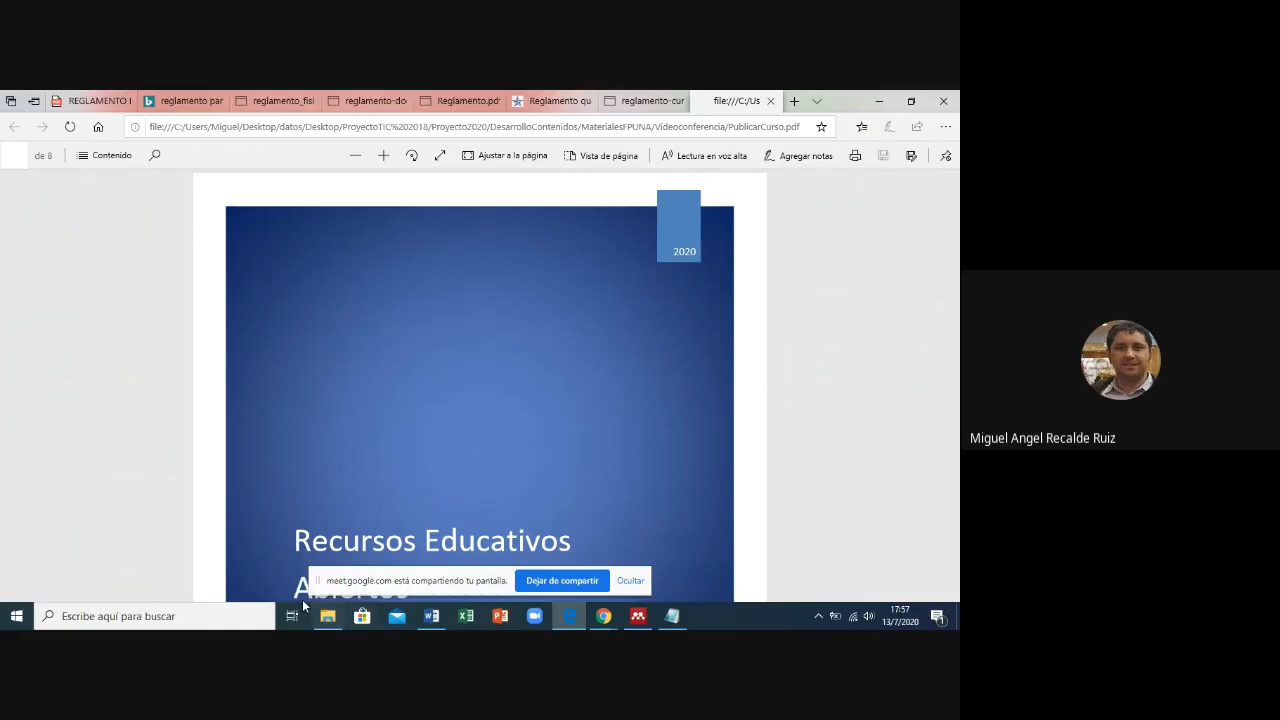 REGLAMENTO I
reglamento par
reglamento_fisi
reglamento-do
Reglamento.pd
Reglamento qu
reglamento-cur
file:///C:/Us
file:///C:/Users/Miguel/Desktop/datos/Desktop/ProyectoTIC%202018/Proyecto2020/DesarrolloContenidos/MaterialesFPUNA/Videoconferencia/PublicarCurso.pdf
de 8
Contenido
Ajustar a la página
Vista de página
Lectura en voz alta
Agregar notas
2020
Recursos Educativos
Abiertos
meet.google.com está compartiendo tu pantalla.
Dejar de compartir
Ocultar
Miguel Angel Recalde Ruiz
Escribe aquí para buscar
17:57
13/7/2020
1